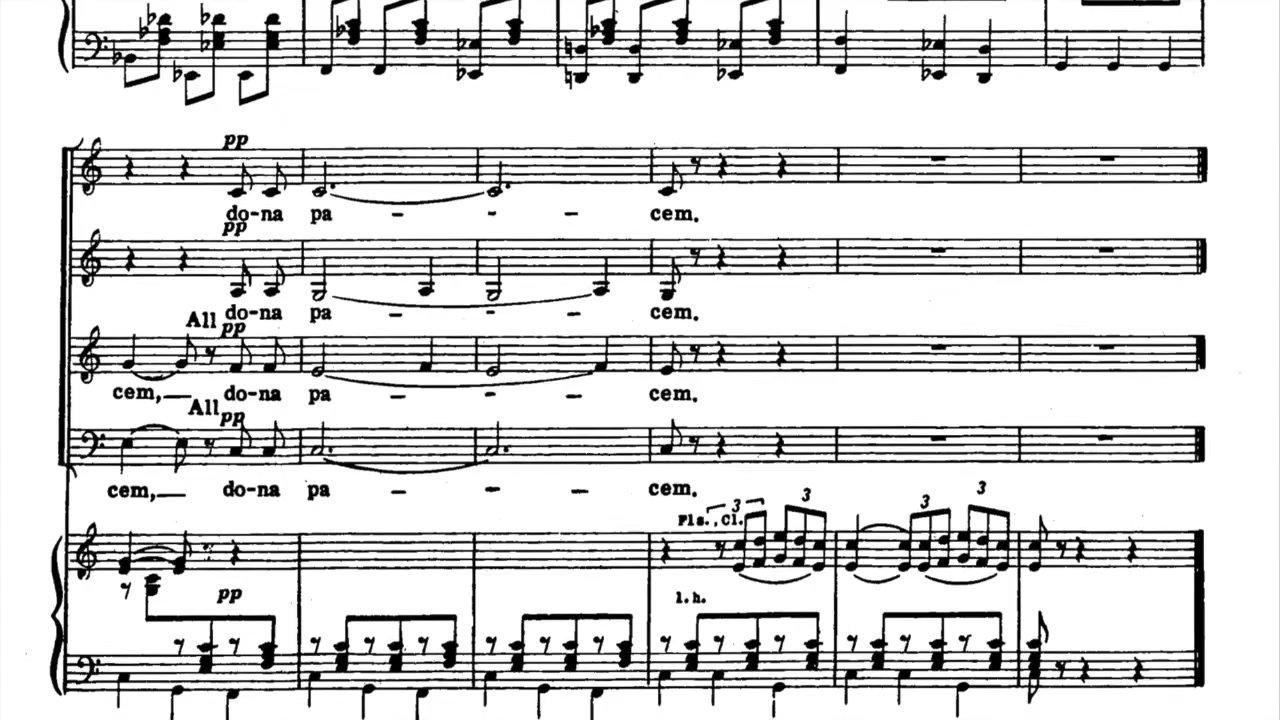 pp
do-na pa - - - cem.
pp
do-na pa - - - cem.
All pp
cem,— do-na pa - - - cem.
All pp
cem,— do-na pa - - - cem.
Fls., Cl. 3 3 3 3
pp l. h.